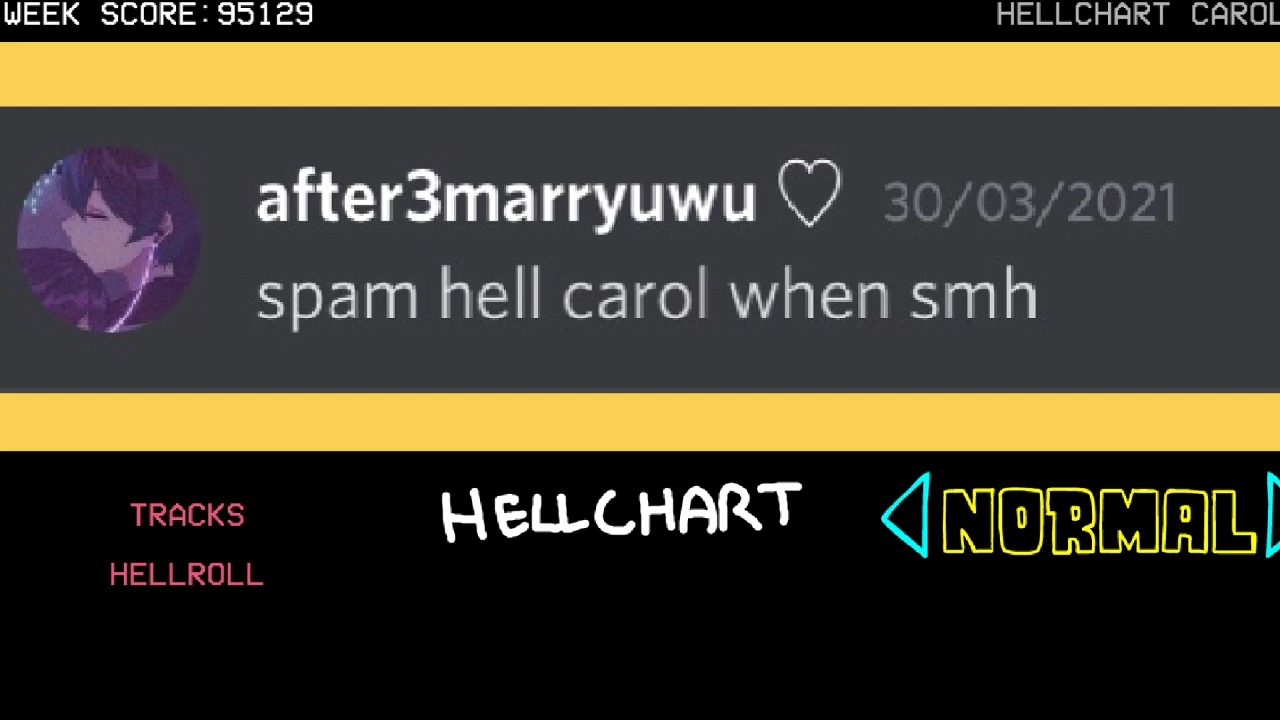 WEEK SCORE:95129
HELLCHART CAROL
after3marryuwu ♡ 30/03/2021
spam hell carol when smh
TRACKS
HELLCHART
NORMAL
HELLROLL